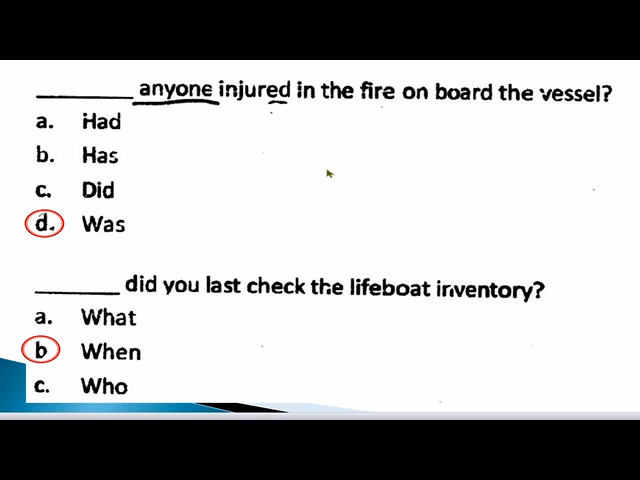 ________ anyone injured in the fire on board the vessel?
a. Had
b. Has
c. Did
d. Was
_______ did you last check the lifeboat inventory?
a. What
b When
c. Who